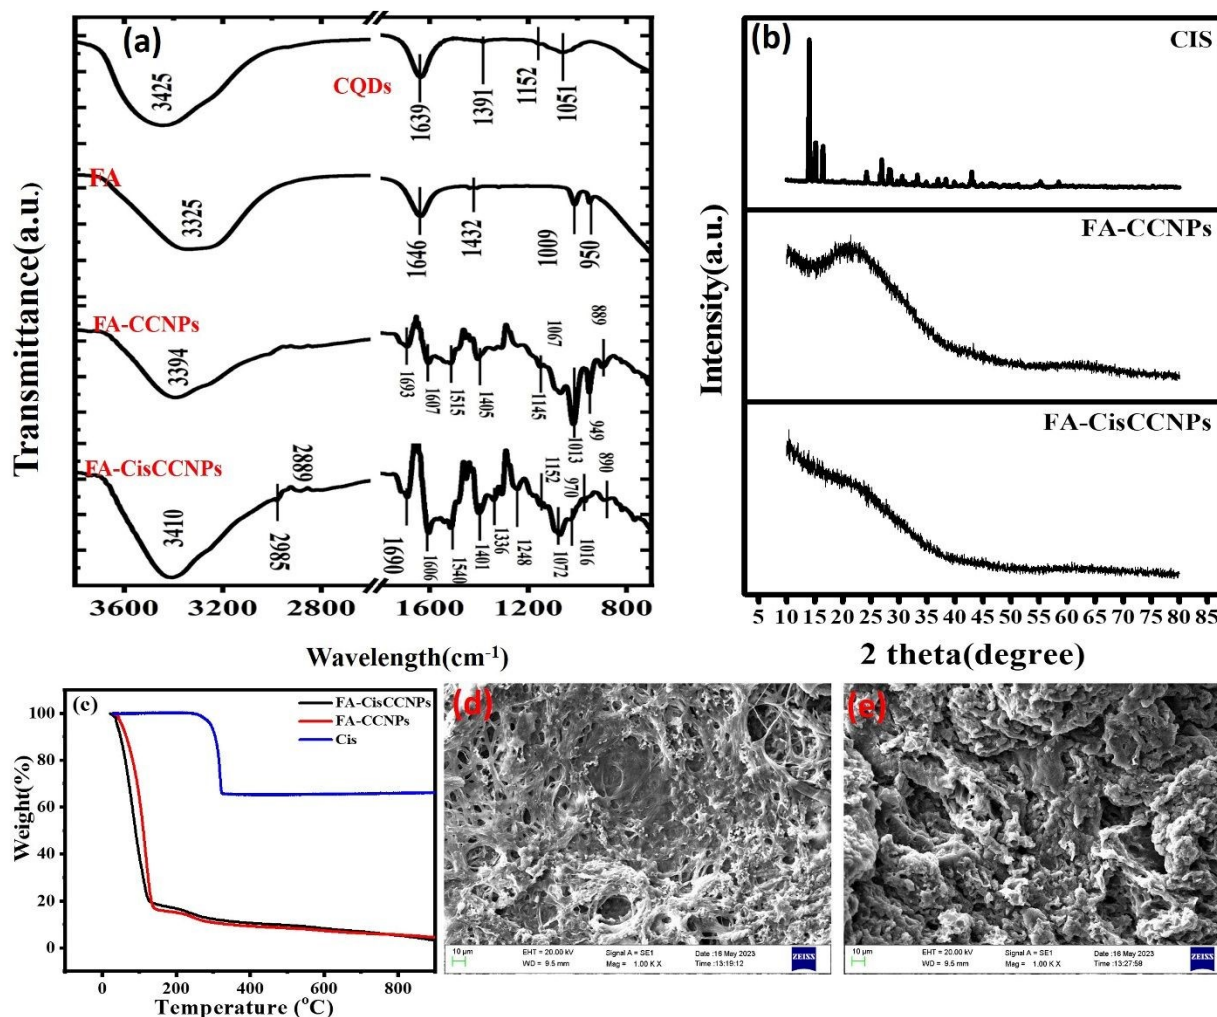 (a)
Transmittance(a.u.)
CQDs
3425
1639
1391
1152
1051
FA
3325
1646
1432
1009
950
FA-CCNPs
3394
1693
1607
1515
1405
1145
1067
1013
949
889
FA-CisCCNPs
3410
2985
2889
1690
1606
1540
1401
1336
1248
1152
1072
1016
970
890
3600 3200 2800 1600 1200 800
Wavelength(cm-1)
(b)
Intensity(a.u.)
CIS
FA-CCNPs
FA-CisCCNPs
5 10 15 20 25 30 35 40 45 50 55 60 65 70 75 80 85
2 theta(degree)
(c)
FA-CisCCNPs
FA-CCNPs
Cis
Weight(%)
100
80
60
40
20
0
0 200 400 600 800
Temperature (oC)
(d)
10 µm
EHT = 20.00 kV Signal A = SE1 Date :16 May 2023
WD = 9.5 mm Mag = 1.00 K X Time :13:19:12
ZEISS
(e)
10 µm
EHT = 20.00 kV Signal A = SE1 Date :16 May 2023
WD = 9.5 mm Mag = 1.00 K X Time :13:27:59
ZEISS